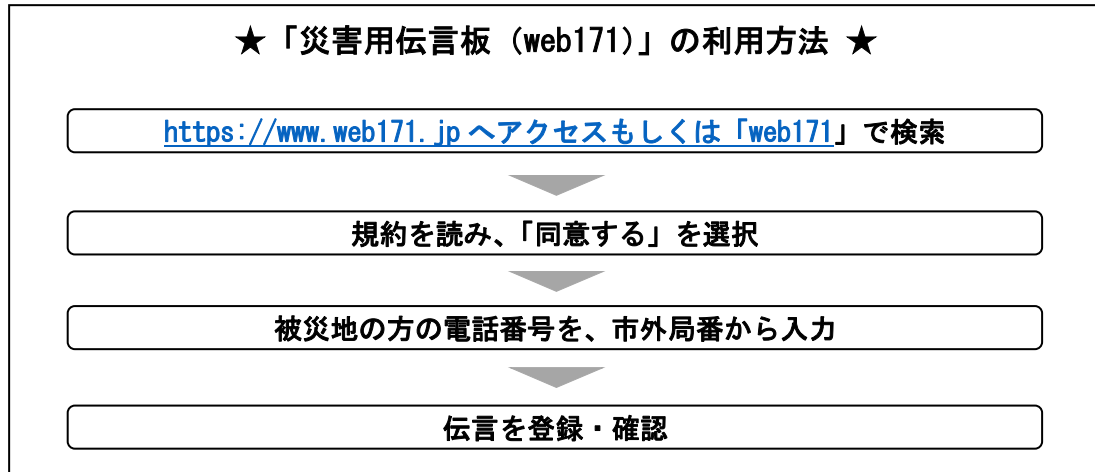 ★「災害用伝言板（web171）」の利用方法 ★
https://www.web171.jp へアクセスもしくは「web171」で検索
規約を読み、「同意する」を選択
被災地の方の電話番号を、市外局番から入力
伝言を登録・確認